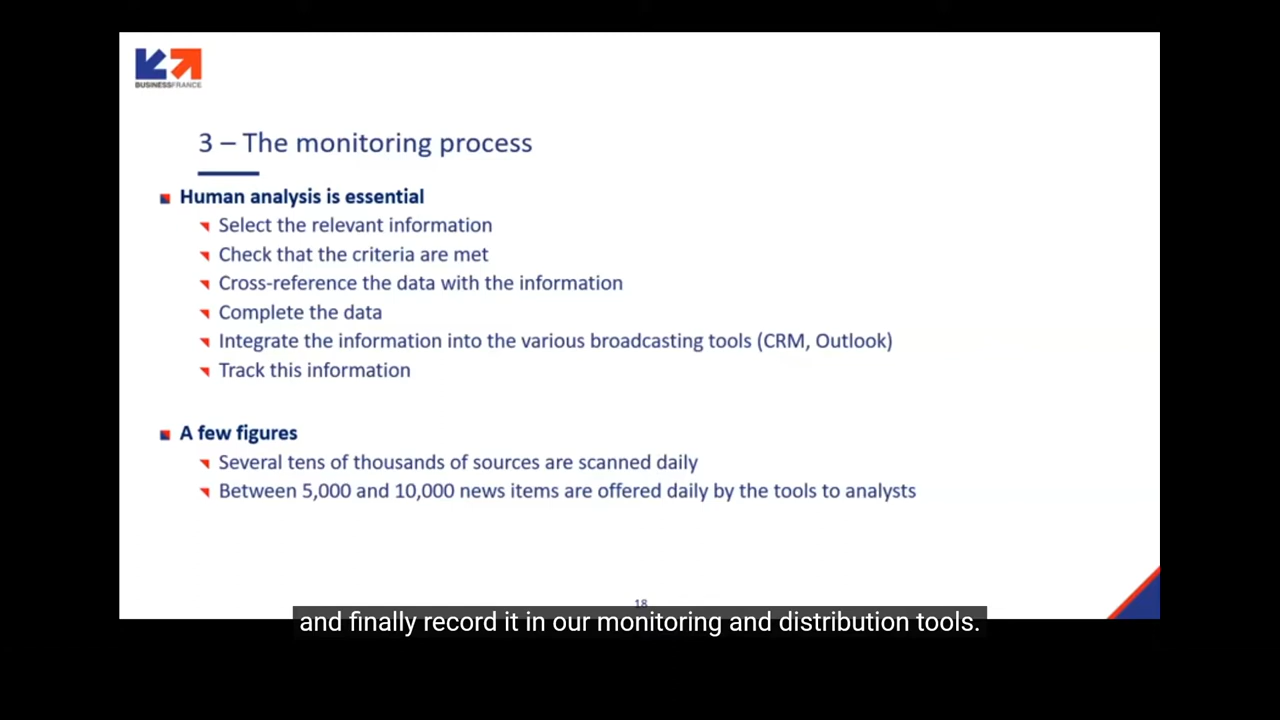 BUSINESSFRANCE
3 – The monitoring process
Human analysis is essential
Select the relevant information
Check that the criteria are met
Cross-reference the data with the information
Complete the data
Integrate the information into the various broadcasting tools (CRM, Outlook)
Track this information
A few figures
Several tens of thousands of sources are scanned daily
Between 5,000 and 10,000 news items are offered daily by the tools to analysts
18
and finally record it in our monitoring and distribution tools.